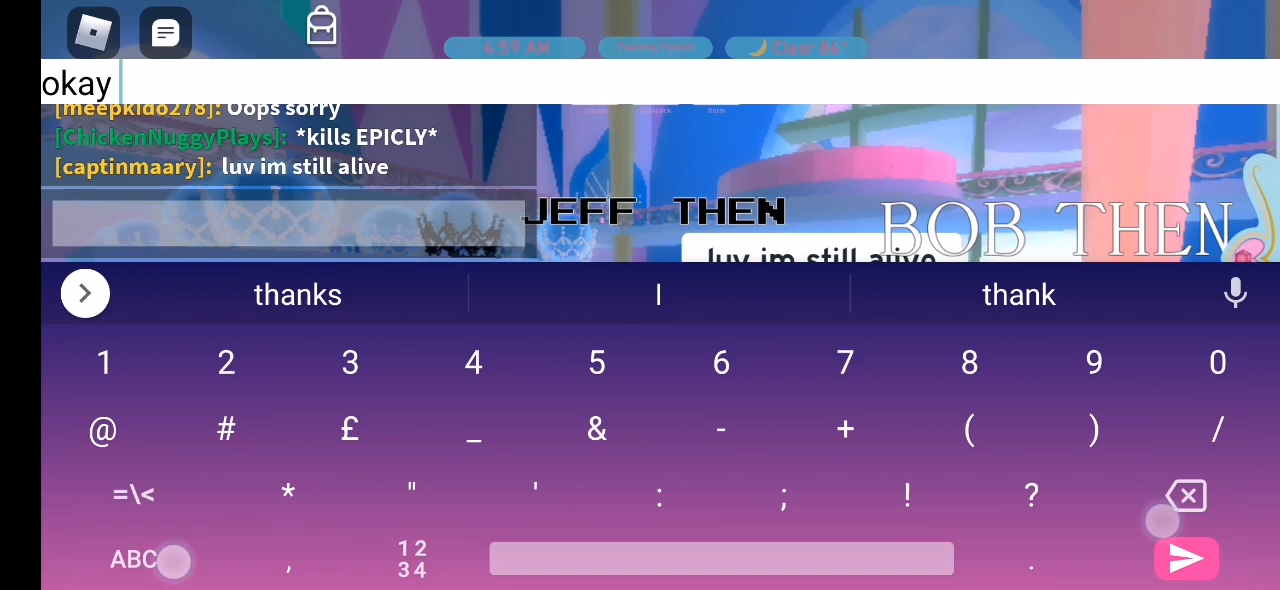 6:59 AM
Clear 86°
okay
[meepkido278]: Oops sorry
[ChickenNuggyPlays]: *kills EPICLY*
[captinmaary]: luv im still alive
JEFF THEN
BOB THEN
luv im still alive
thanks I thank
1 2 3 4 5 6 7 8 9 0
@ # £ _ & - + ( ) /
=\< * " ' : ; ! ?
ABC , 12 .
34